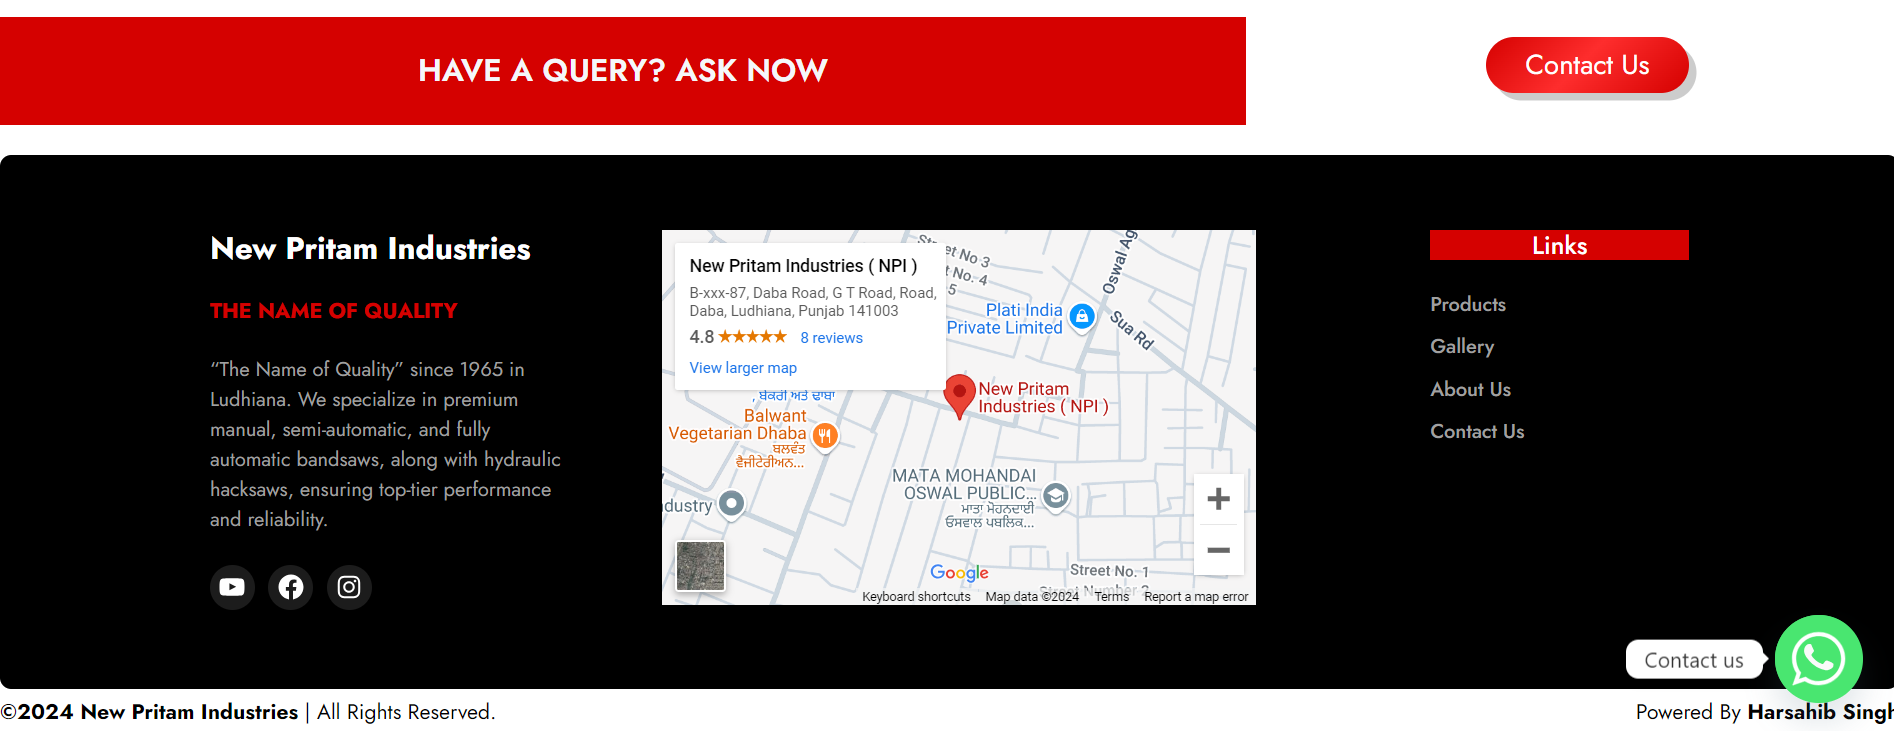 HAVE A QUERY? ASK NOW
Contact Us
New Pritam Industries
THE NAME OF QUALITY
“The Name of Quality” since 1965 in
Ludhiana. We specialize in premium
manual, semi-automatic, and fully
automatic bandsaws, along with hydraulic
hacksaws, ensuring top-tier performance
and reliability.
New Pritam Industries ( NPI )
B-xxx-87, Daba Road, G T Road, Road,
Daba, Ludhiana, Punjab 141003
4.8 8 reviews
View larger map
No 3
No. 4
5
Oswal Ag
Plati India
Private Limited
Sua Rd
New Pritam
Industries ( NPI )
, ਬੇਕਰੀ ਅਤੇ ਢਾਬਾ
Balwant
Vegetarian Dhaba
ਬਲਵੰਤ
ਵੈਜੀਟੇਰੀਅਨ...
MATA MOHANDAI
OSWAL PUBLIC...
ਮਾਤਾ ਮੋਹਨਦਾਈ
ਓਸਵਾਲ ਪਬਲਿਕ...
dustry
Google
Street No. 1
Street Number 2
Keyboard shortcuts Map data ©2024 Terms Report a map error
Links
Products
Gallery
About Us
Contact Us
Contact us
©2024 New Pritam Industries | All Rights Reserved.
Powered By Harsahib Singh